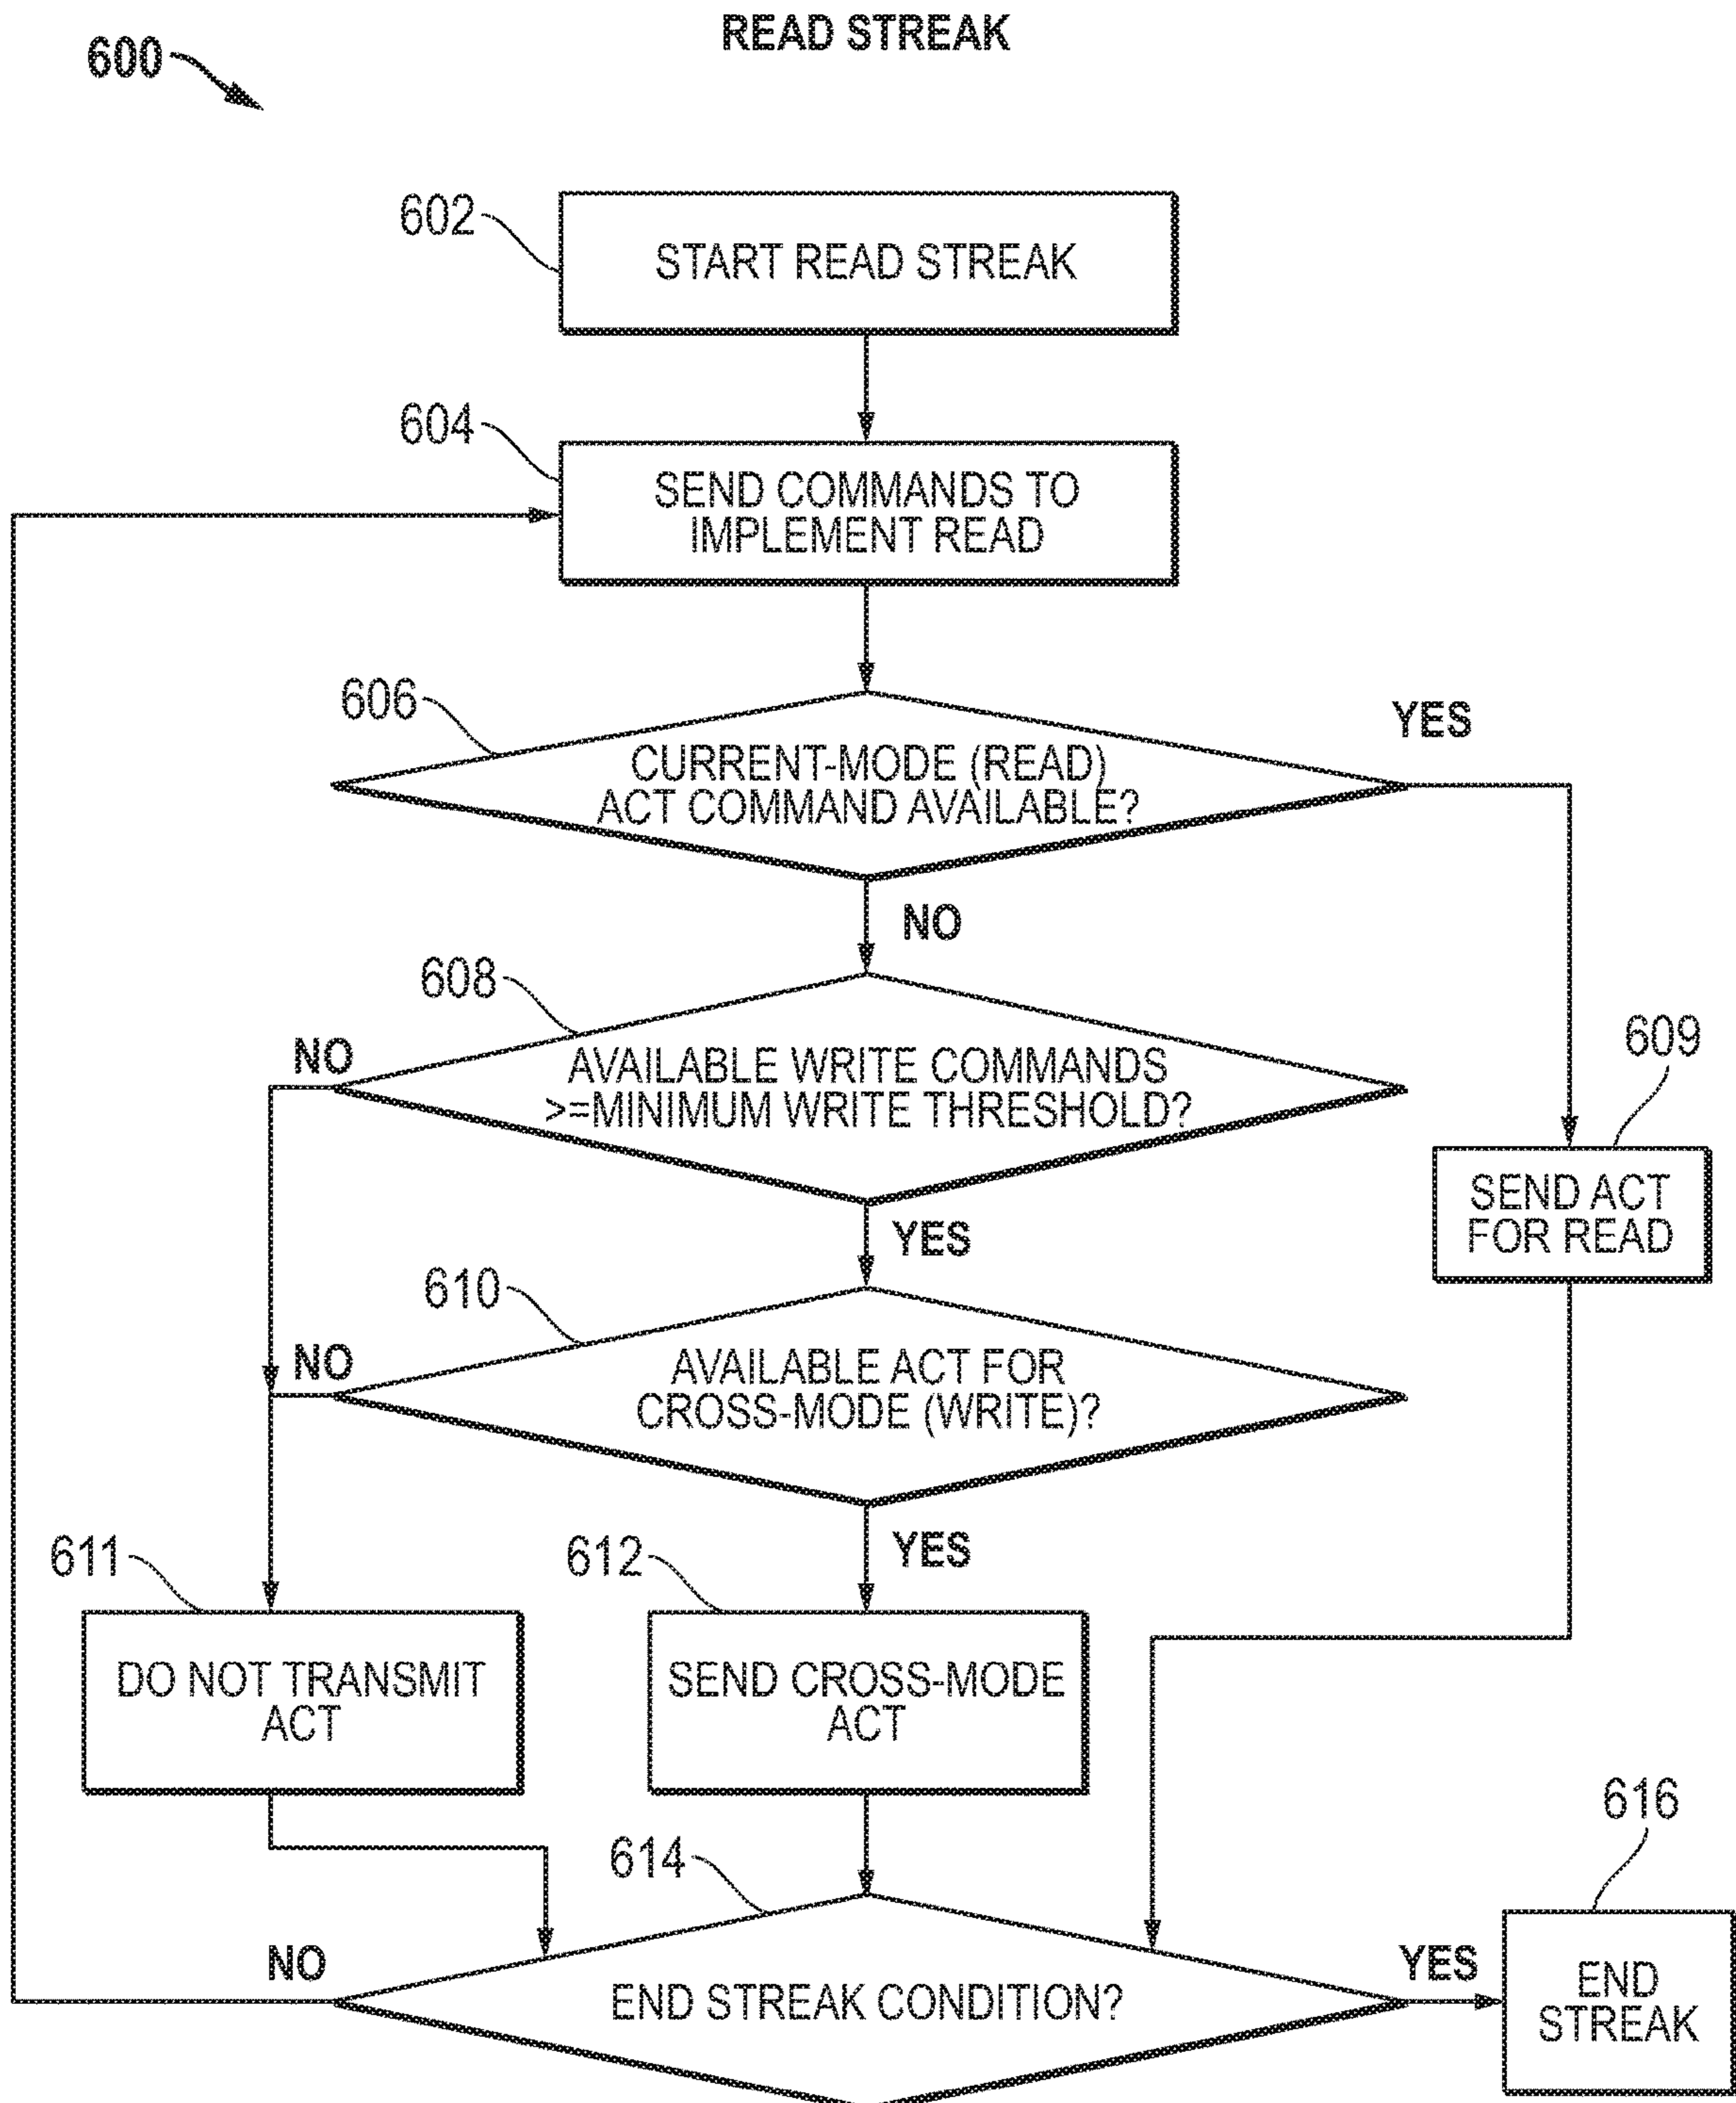 READ STREAK
600
602
START READ STREAK
604
SEND COMMANDS TO
IMPLEMENT READ
606
YES
CURRENT-MODE (READ)
ACT COMMAND AVAILABLE?
NO
608
609
NO
AVAILABLE WRITE COMMANDS
>=MINIMUM WRITE THRESHOLD?
SEND ACT
FOR READ
YES
610
NO
AVAILABLE ACT FOR
CROSS-MODE (WRITE)?
YES
611
612
DO NOT TRANSMIT
ACT
SEND CROSS-MODE
ACT
614
616
NO
YES
END STREAK CONDITION?
END
STREAK